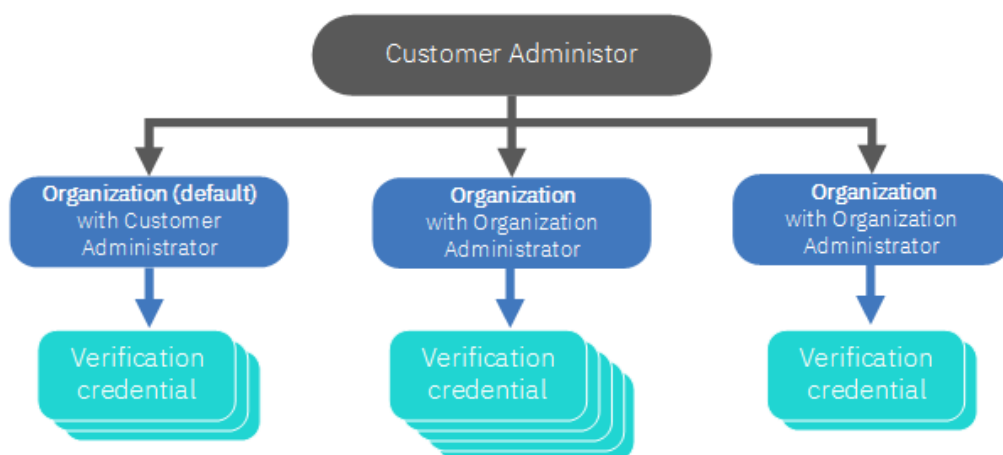 Customer Administor
Organization (default)
with Customer
Administrator
Organization
with Organization
Administrator
Organization
with Organization
Administrator
Verification
credential
Verification
credential
Verification
credential